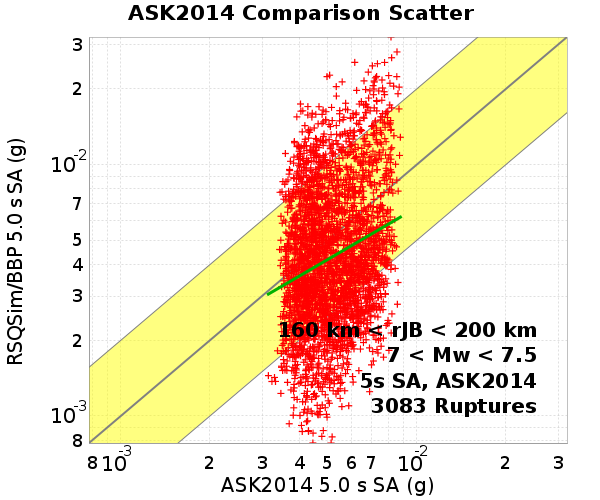 ASK2014 Comparison Scatter
RSQSim/BBP 5.0 s SA (g)
3
2
10-2
7
5
4
3
2
10-3
8
160 km < rJB < 200 km
7 < Mw < 7.5
5s SA, ASK2014
3083 Ruptures
8 10-3 2 3 4 5 6 7 10-2 2 3
ASK2014 5.0 s SA (g)